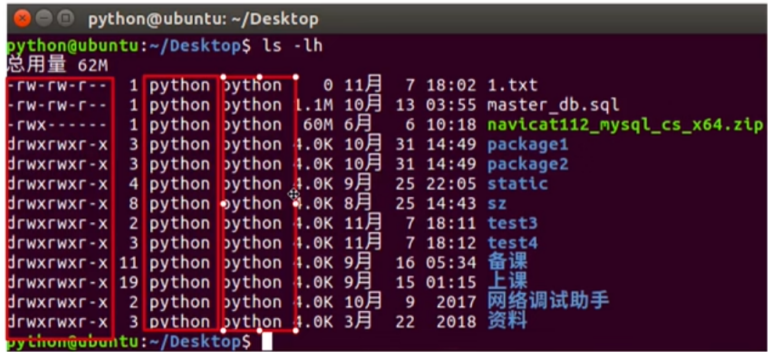 python@ubuntu: ~/Desktop
python@ubuntu:~/Desktop$ ls -lh
总用量 62M
-rw-rw-r-- 1 python python 0 11月 7 18:02 1.txt
-rw-rw-r-- 1 python python 1.1M 10月 13 03:55 master_db.sql
-rwx------ 1 python python 60M 6月 6 10:18 navicat112_mysql_cs_x64.zip
drwxrwxr-x 3 python python 4.0K 10月 31 14:49 package1
drwxrwxr-x 3 python python 4.0K 10月 31 14:49 package2
drwxrwxr-x 4 python python 4.0K 9月 25 22:05 static
drwxrwxr-x 8 python python 4.0K 8月 25 14:43 sz
drwxrwxr-x 2 python python 4.0K 11月 7 18:11 test3
drwxrwxr-x 3 python python 4.0K 11月 7 18:12 test4
drwxrwxr-x 11 python python 4.0K 9月 16 05:34 备课
drwxrwxr-x 19 python python 4.0K 9月 15 01:15 上课
drwxrwxr-x 2 python python 4.0K 10月 9 2017 网络调试助手
drwxrwxr-x 3 python python 4.0K 3月 22 2018 资料
python@ubuntu:~/Desktop$